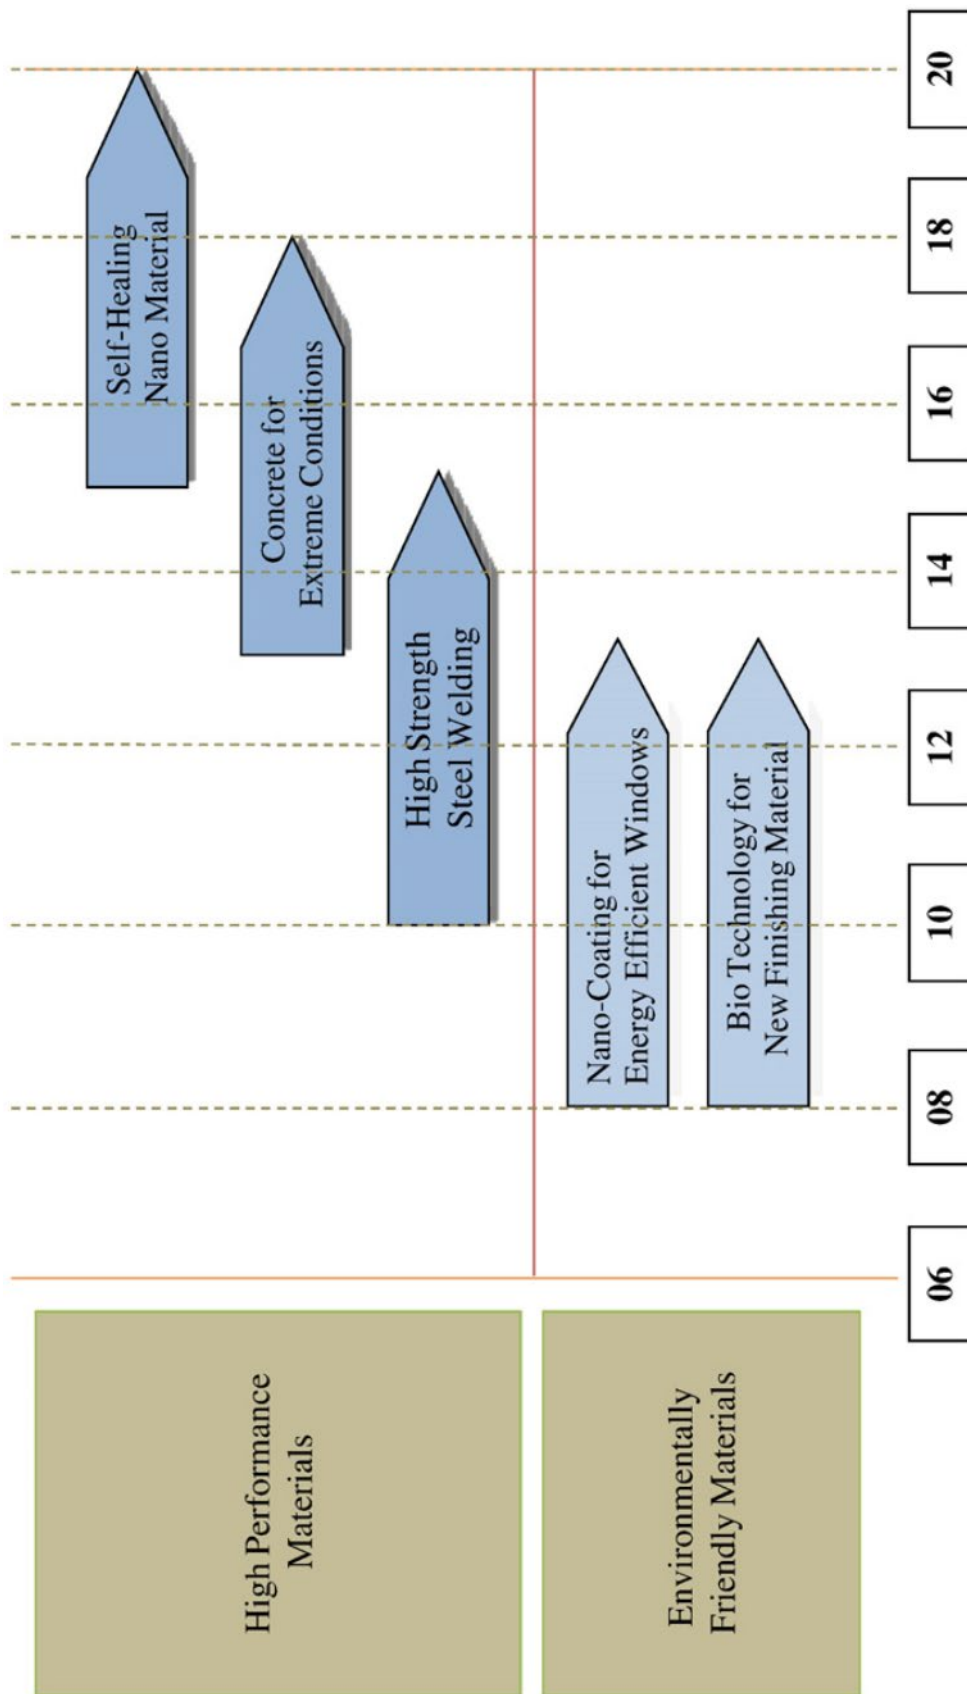 High Performance
Materials
Self-Healing
Nano Material
Concrete for
Extreme Conditions
High Strength
Steel Welding
Environmentally
Friendly Materials
Nano-Coating for
Energy Efficient Windows
Bio Technology for
New Finishing Material
06
08
10
12
14
16
18
20